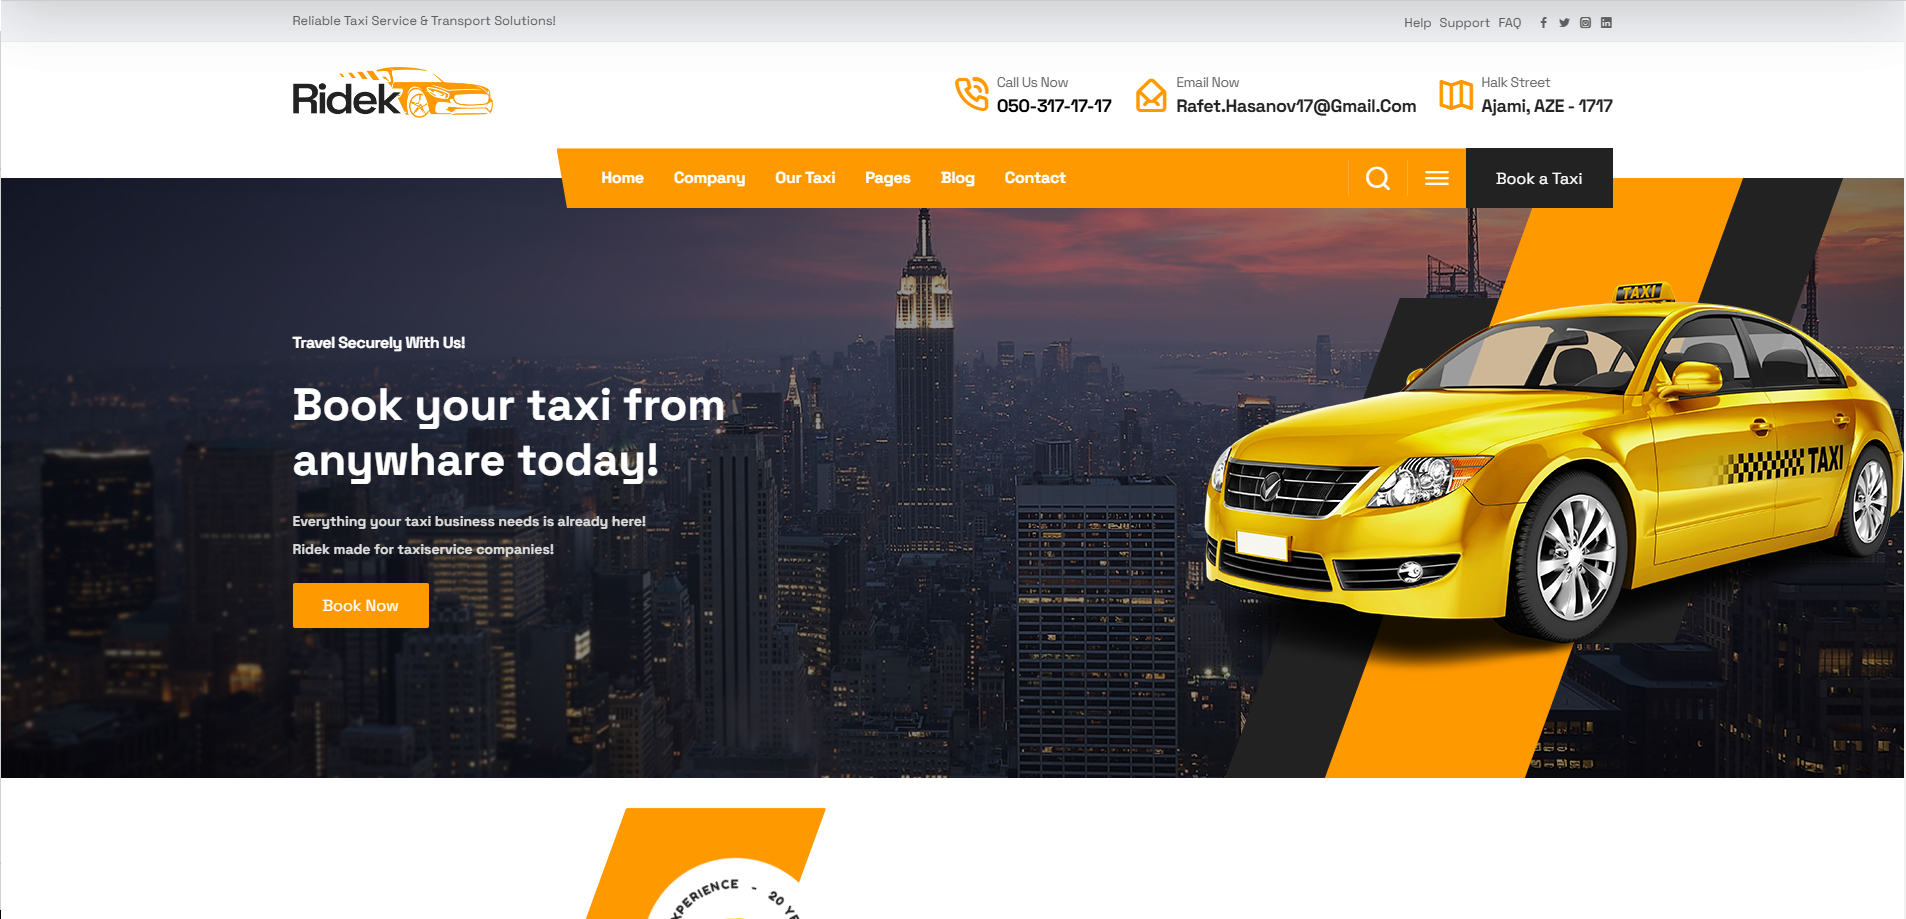 Reliable Taxi Service & Transport Solutions!
Help Support FAQ
Ridek
Call Us Now
050-317-17-17
Email Now
Rafet.Hasanov17@Gmail.Com
Halk Street
Ajami, AZE - 1717
Home Company Our Taxi Pages Blog Contact
Book a Taxi
TAXI
Travel Securely With Us!
Book your taxi from
anywhare today!
TAXI
Everything your taxi business needs is already here!
Ridek made for taxiservice companies!
Book Now
XPERIENCE - 20 YE